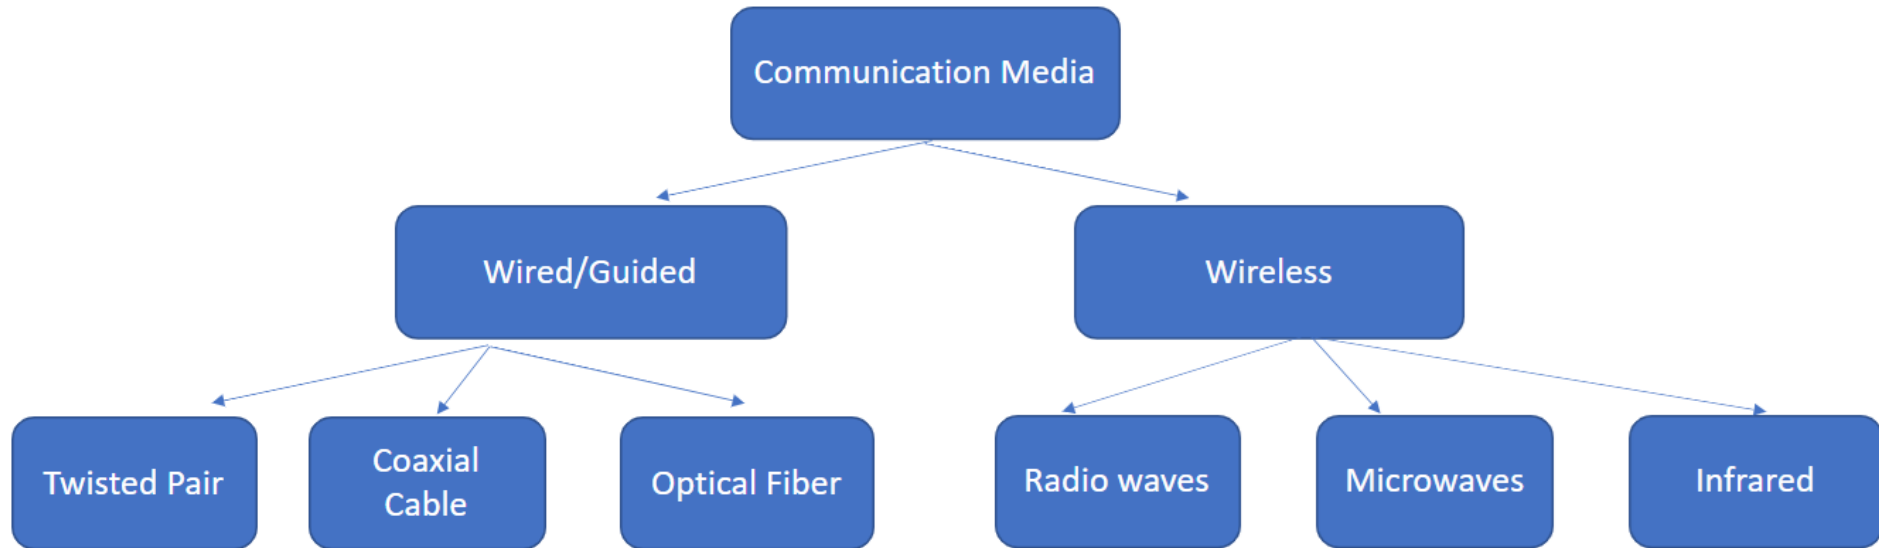 Communication Media
Wired/Guided
Wireless
Twisted Pair
Coaxial
Cable
Optical Fiber
Radio waves
Microwaves
Infrared